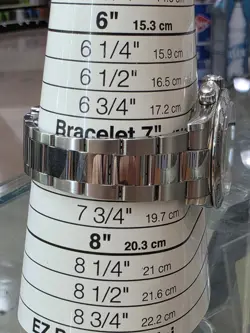 6" 15.3 cm
6 1/4" 15.9 cm
6 1/2" 16.5 cm
6 3/4" 17.2 cm
Bracelet 7"
7 3/4" 19.7 cm
8" 20.3 cm
8 1/4" 21 cm
8 1/2" 21.6 cm
8 3/4" 22.2 cm